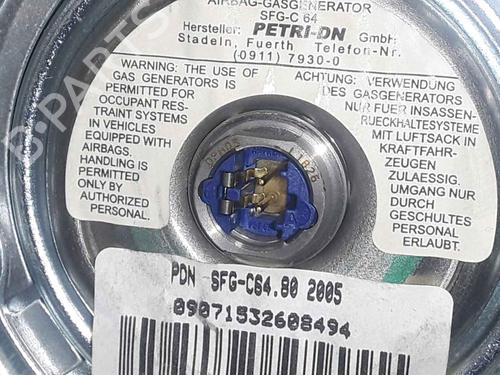 AIRBAG-GASGENERATOR
SFG-C 64
Hersteller: PETRI-DN GmbH
Stadeln, Fuerth Telefon-Nr.
(0911) 7930-0
WARNING: THE USE OF
GAS GENERATORS IS
PERMITTED FOR
OCCUPANT RES-
TRAINT SYSTEMS
IN VEHICLES
EQUIPPED WITH
AIRBAGS.
HANDLING IS
PERMITTED
ONLY BY
AUTHORIZED
PERSONAL.
ACHTUNG: VERWENDUNG
DES GASGENERATORS
NUR FUER INSASSEN-
RUECKHALTESYSTEME
MIT LUFTSACK IN
KRAFTFAHR-
ZEUGEN
ZULAESSIG.
UMGANG NUR
DURCH
GESCHULTES
PERSONAL
ERLAUBT.
PDN SFG-C64.80 2005
89071532608494